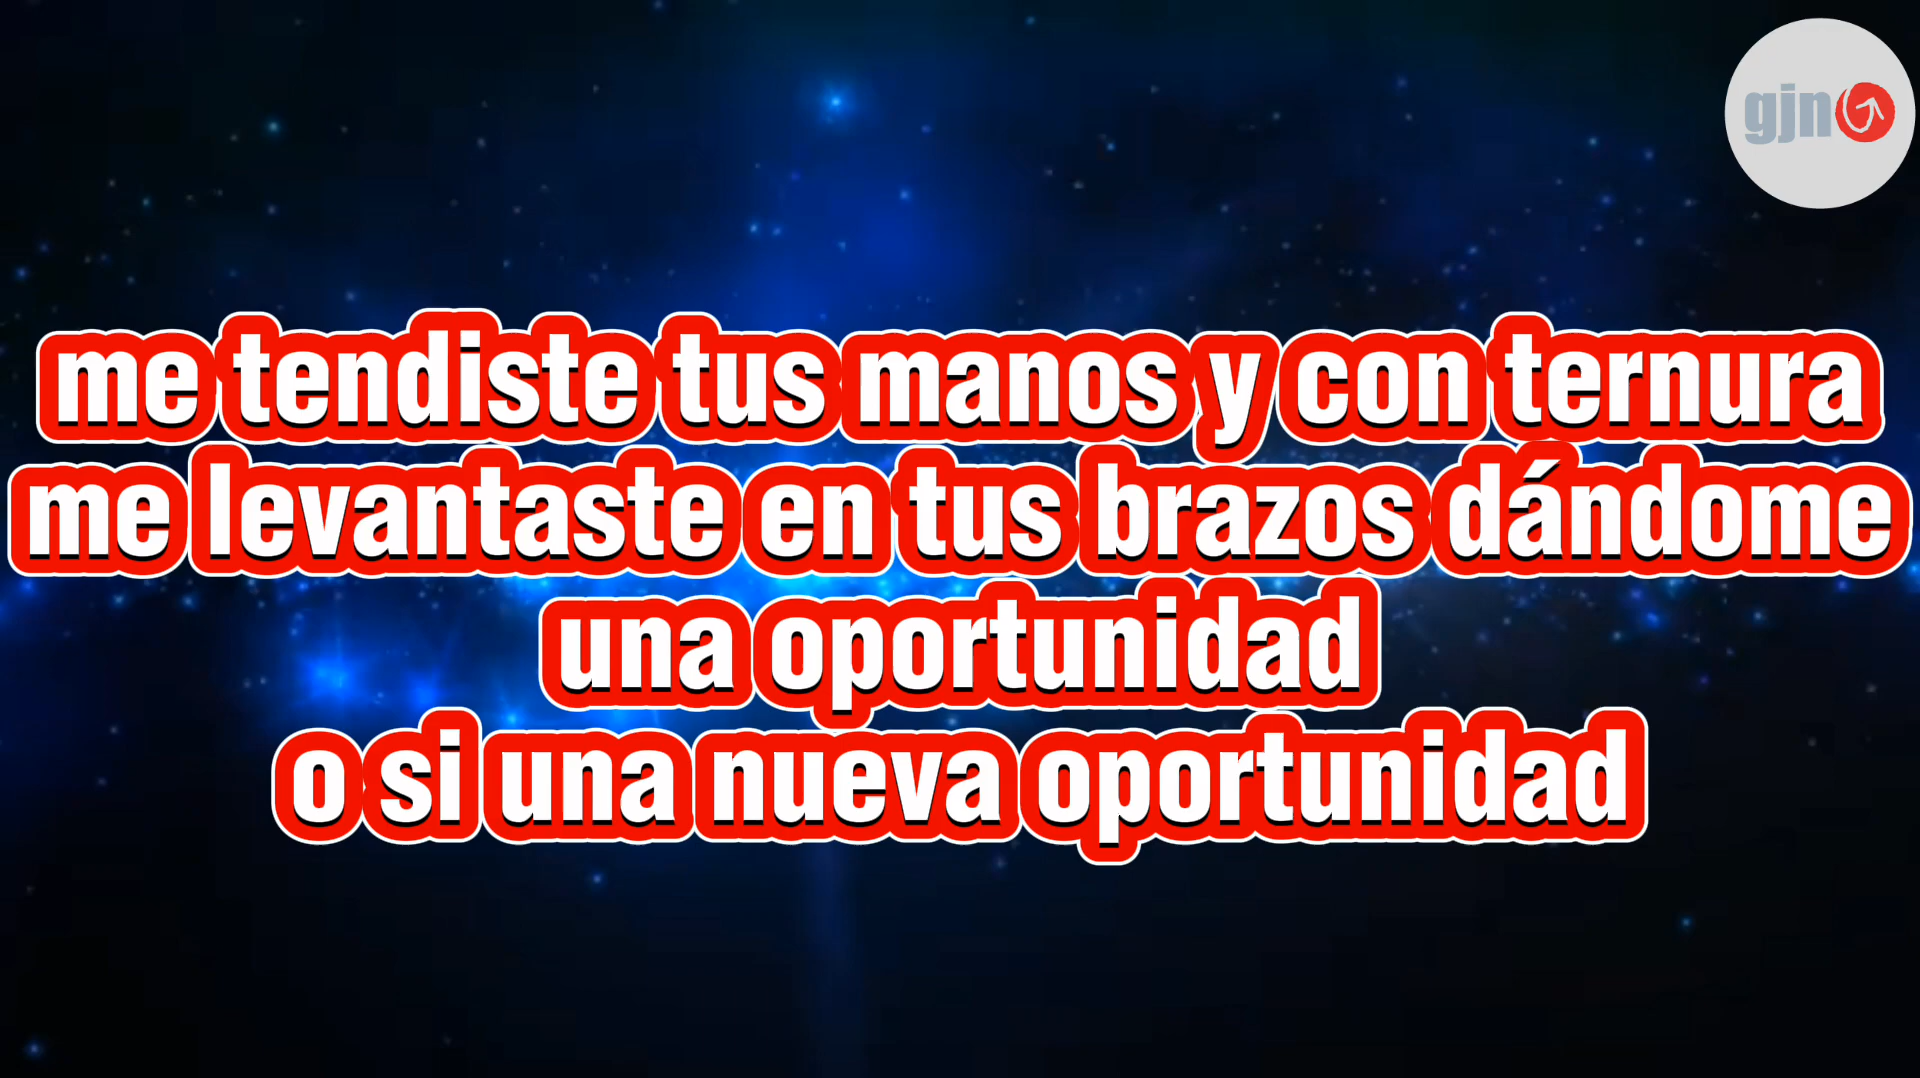 gjn
me tendiste tus manos y con ternura
me levantaste en tus brazos dándome
una oportunidad
o si una nueva oportunidad